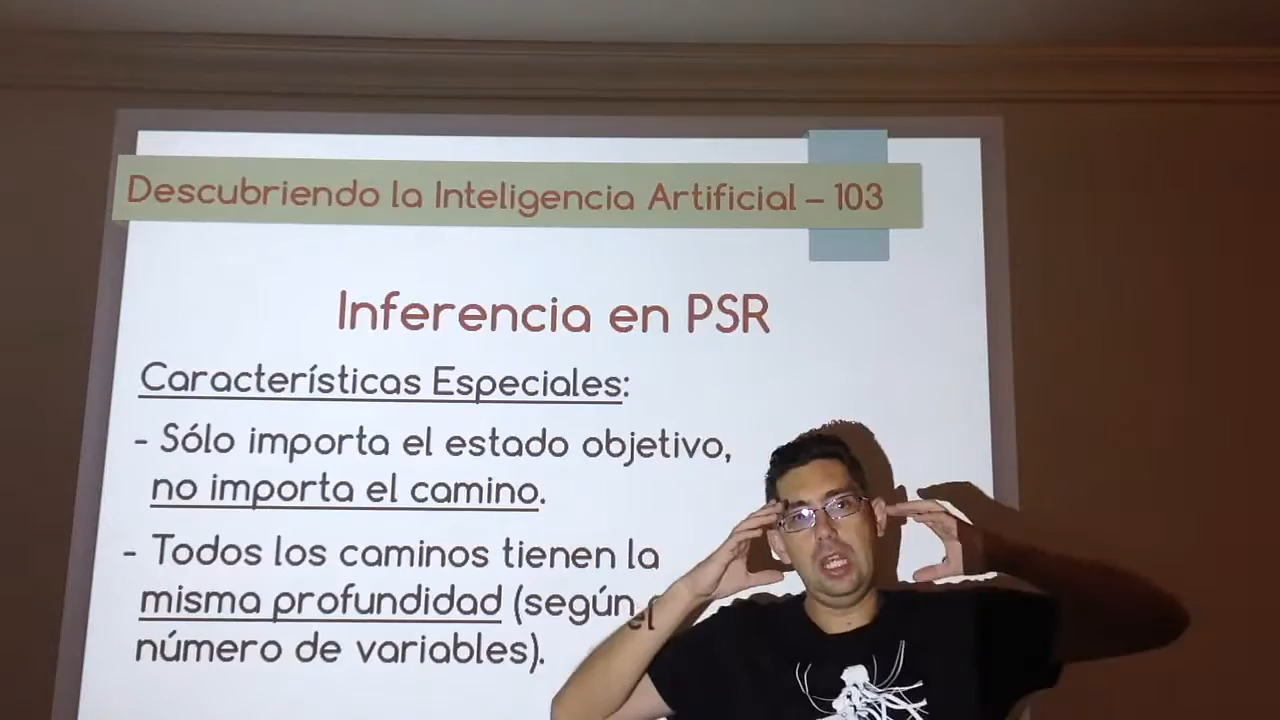 Descubriendo la Inteligencia Artificial – 103
Inferencia en PSR
Características Especiales:
- Sólo importa el estado objetivo,
no importa el camino.
- Todos los caminos tienen la
misma profundidad (según el
número de variables).